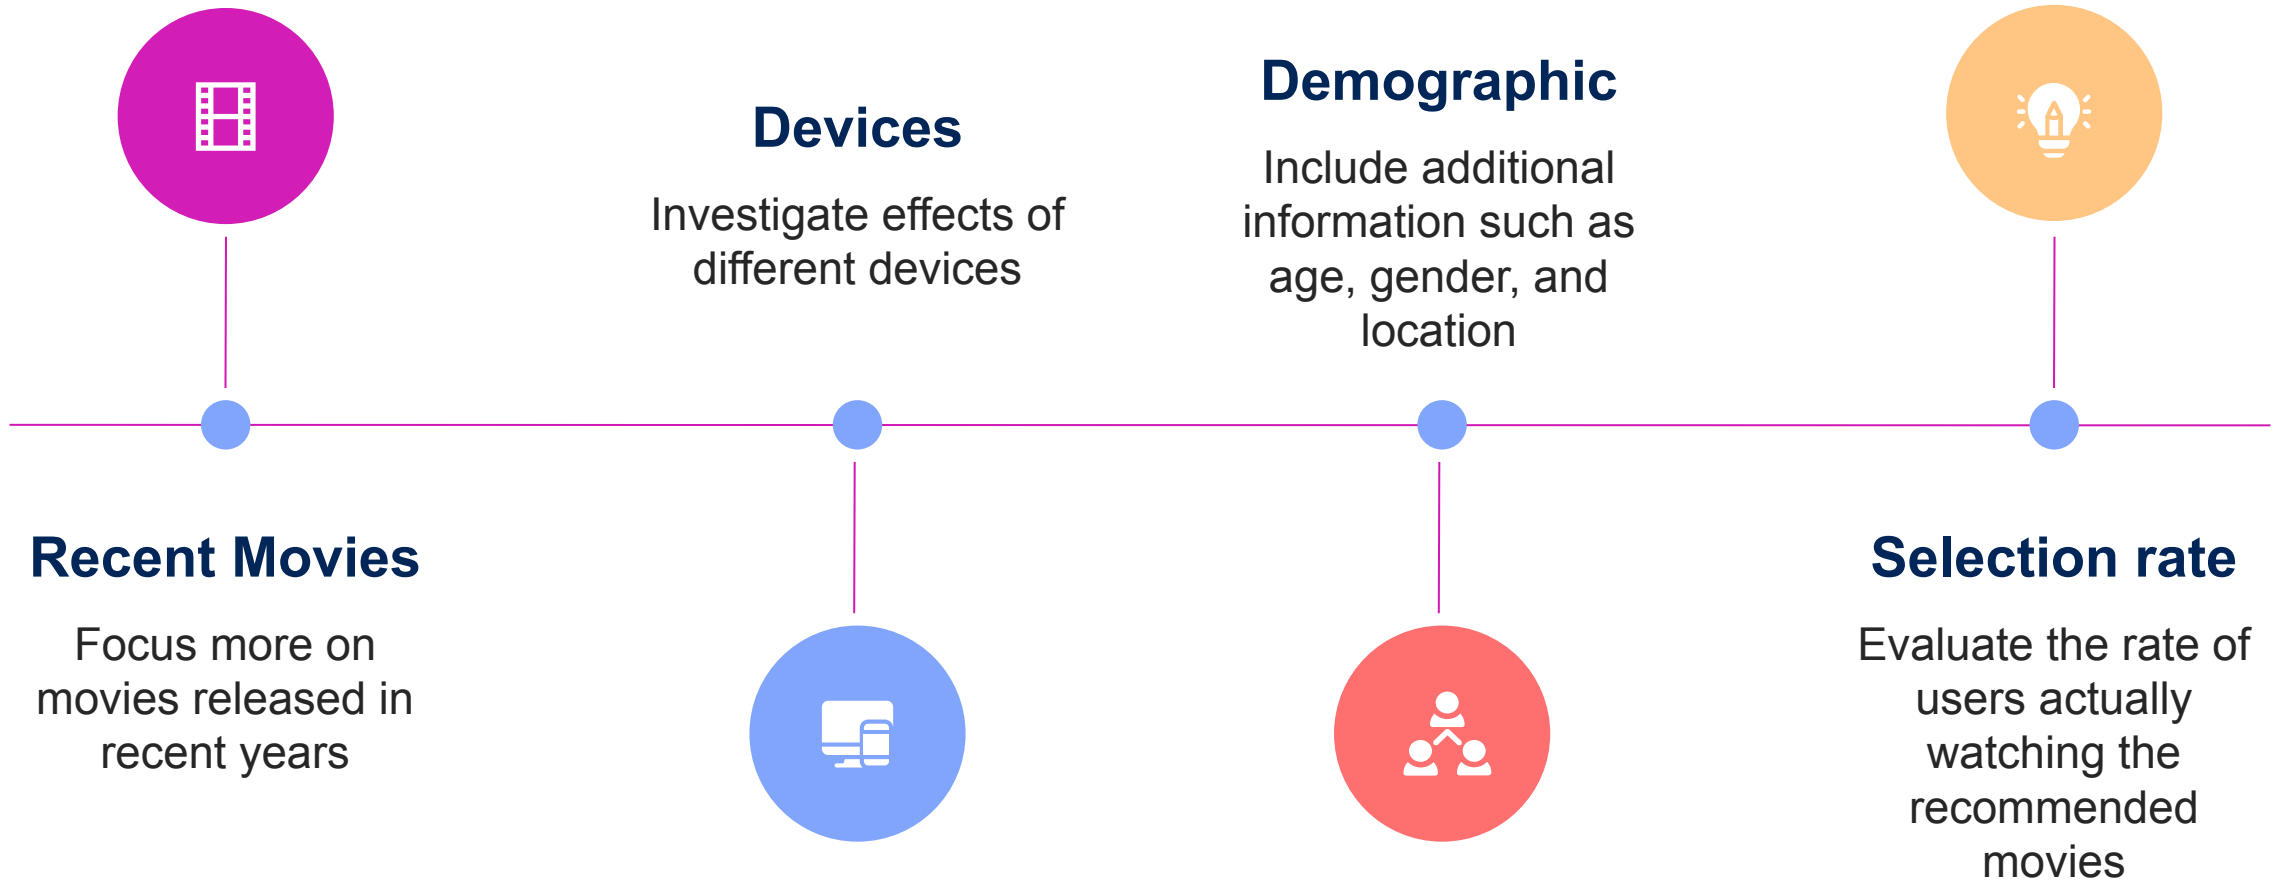 Recent Movies
Focus more on
movies released in
recent years
Devices
Investigate effects of
different devices
Demographic
Include additional
information such as
age, gender, and
location
Selection rate
Evaluate the rate of
users actually
watching the
recommended
movies